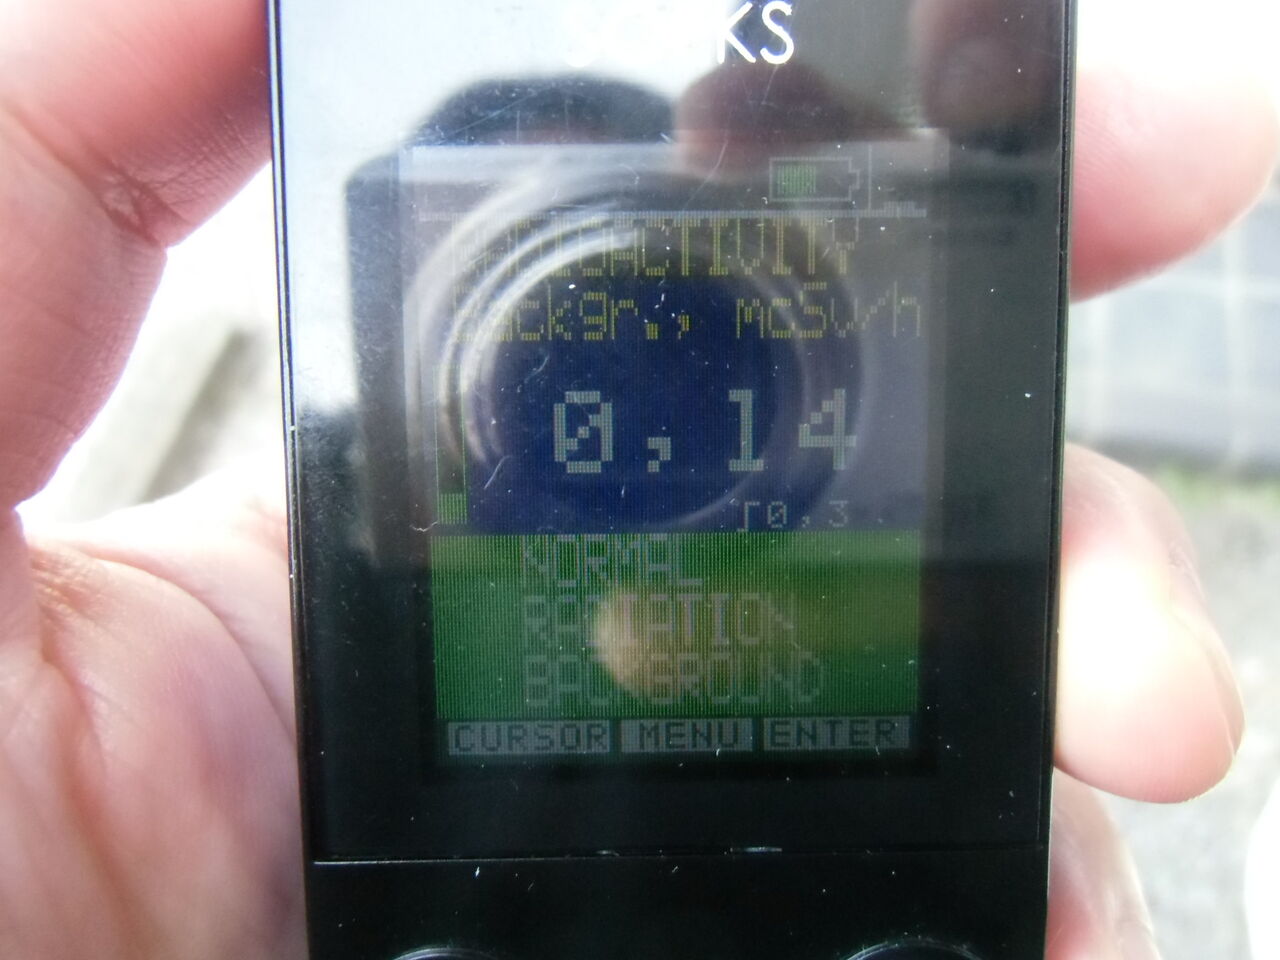 RADIOACTIVITY
Backgr., mcSv/h
0,14
⌈0,3
NORMAL
RADIATION
BACKGROUND
CURSOR MENU ENTER